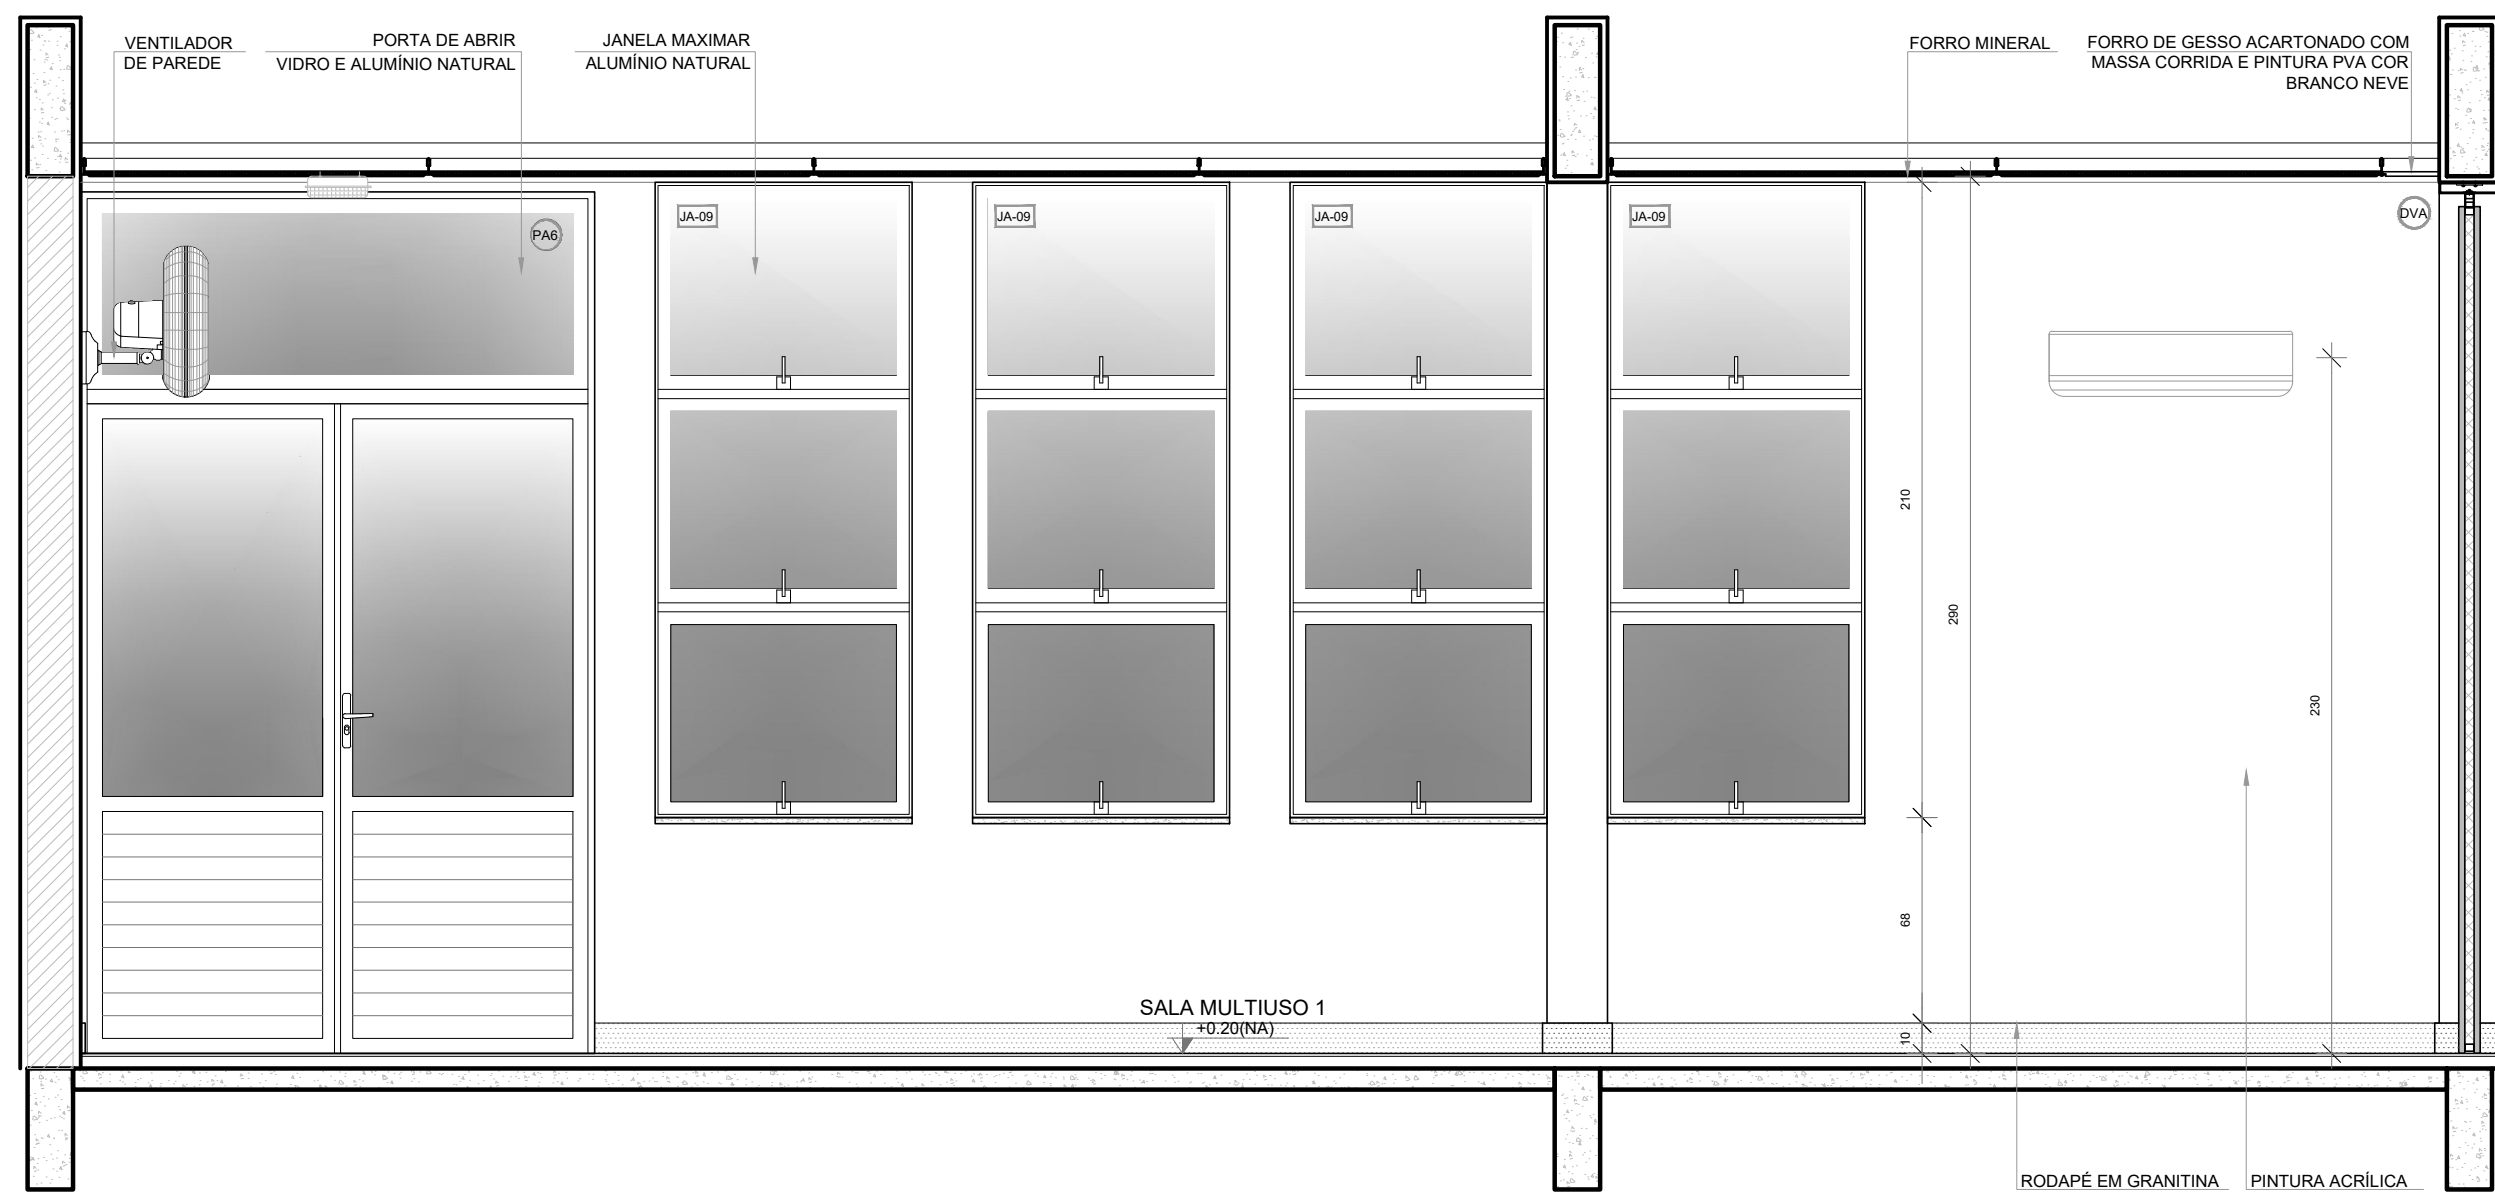 VENTILADOR
DE PAREDE
PORTA DE ABRIR
VIDRO E ALUMÍNIO NATURAL
JANELA MAXIMAR
ALUMÍNIO NATURAL
FORRO MINERAL
FORRO DE GESSO ACARTONADO COM
MASSA CORRIDA E PINTURA PVA COR
BRANCO NEVE
PA6
JA-09
JA-09
JA-09
JA-09
DVA
210
290
230
68
10
SALA MULTIUSO 1
+0.20(NA)
RODAPÉ EM GRANITINA
PINTURA ACRÍLICA